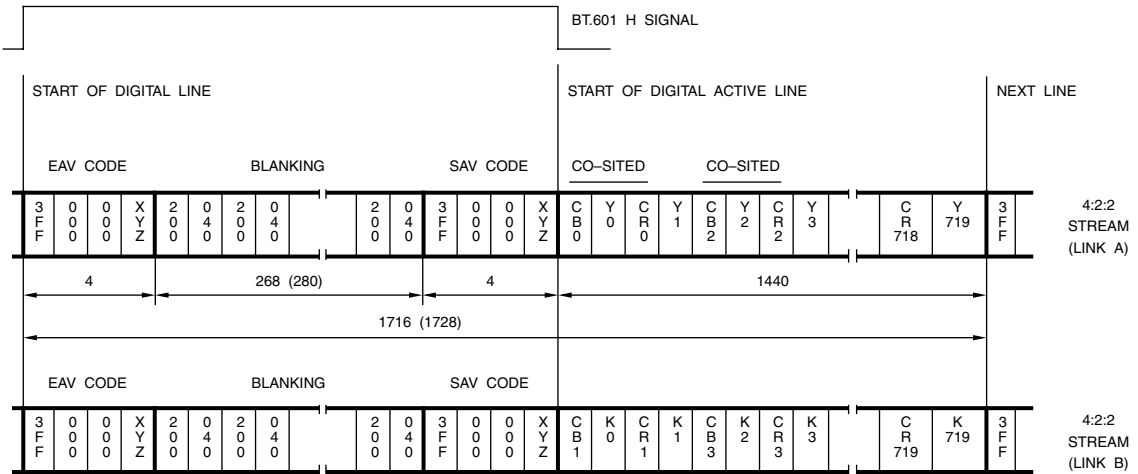 BT.601 H SIGNAL
START OF DIGITAL LINE START OF DIGITAL ACTIVE LINE NEXT LINE
EAV CODE BLANKING SAV CODE CO–SITED CO–SITED
3FF 000 000 XYZ 200 040 200 040 200 040 3FF 000 000 XYZ CB0 Y0 CR0 Y1 CB2 Y2 CR2 Y3 CR718 Y719 3FF
4:2:2
STREAM
(LINK A)
4 268 (280) 4 1440
1716 (1728)
EAV CODE BLANKING SAV CODE
3FF 000 000 XYZ 200 040 200 040 200 040 3FF 000 000 XYZ CB1 K0 CR1 K1 CB3 K2 CR3 K3 CR719 K719 3FF
4:2:2
STREAM
(LINK B)